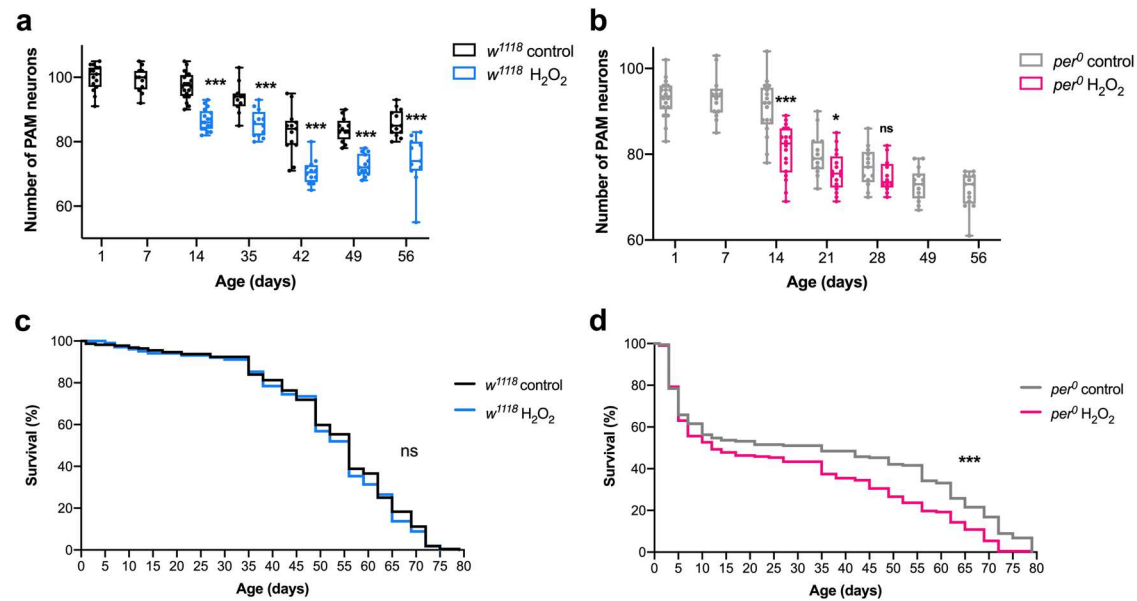 a
w1118 control
w1118 H2O2
Number of PAM neurons
100
80
60
*** *** *** *** ***
1 7 14 35 42 49 56
Age (days)
b
per0 control
per0 H2O2
Number of PAM neurons
100
80
60
*** * ns
1 7 14 21 28 49 56
Age (days)
c
w1118 control
w1118 H2O2
Survival (%)
100
80
60
40
20
0
ns
0 5 10 15 20 25 30 35 40 45 50 55 60 65 70 75 80
Age (days)
d
per0 control
per0 H2O2
Survival (%)
100
80
60
40
20
0
***
0 5 10 15 20 25 30 35 40 45 50 55 60 65 70 75 80
Age (days)